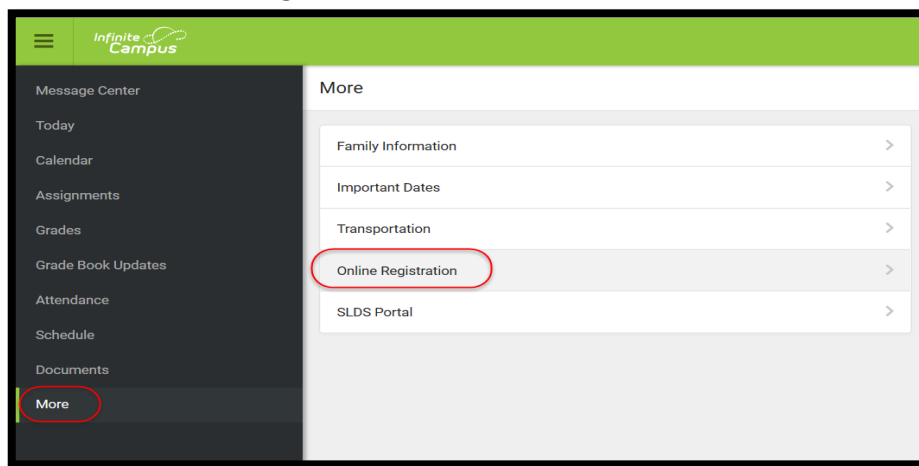 Infinite
Campus
Message Center
Today
Calendar
Assignments
Grades
Grade Book Updates
Attendance
Schedule
Documents
More
More
Family Information
Important Dates
Transportation
Online Registration
SLDS Portal